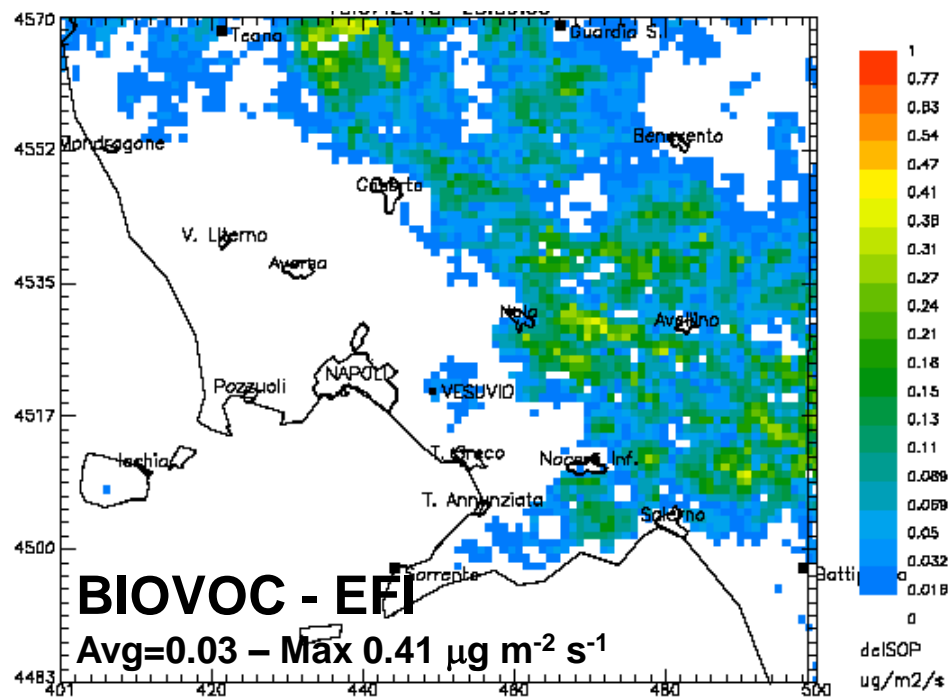 4570
Teano
Guardia S.I
1
0.77
0.63
0.54
0.47
0.41
0.38
0.31
0.27
0.24
0.21
0.18
0.15
0.13
0.11
0.089
0.069
0.05
0.032
0.018
0
delSOP
ug/m2/s
4552
Mondragone
Benevento
Caserta
V. Literno
Aversa
4535
Nola
Avellino
NAPOLI
Pozzuoli
VESUVIO
4517
Ischia
T. Greco
Nocera Inf.
T. Annunziata
Salerno
4500
Sorrento
BIOVOC - EFI
Avg=0.03 – Max 0.41 μg m-2 s-1
4483
401
420
440
460
480
500